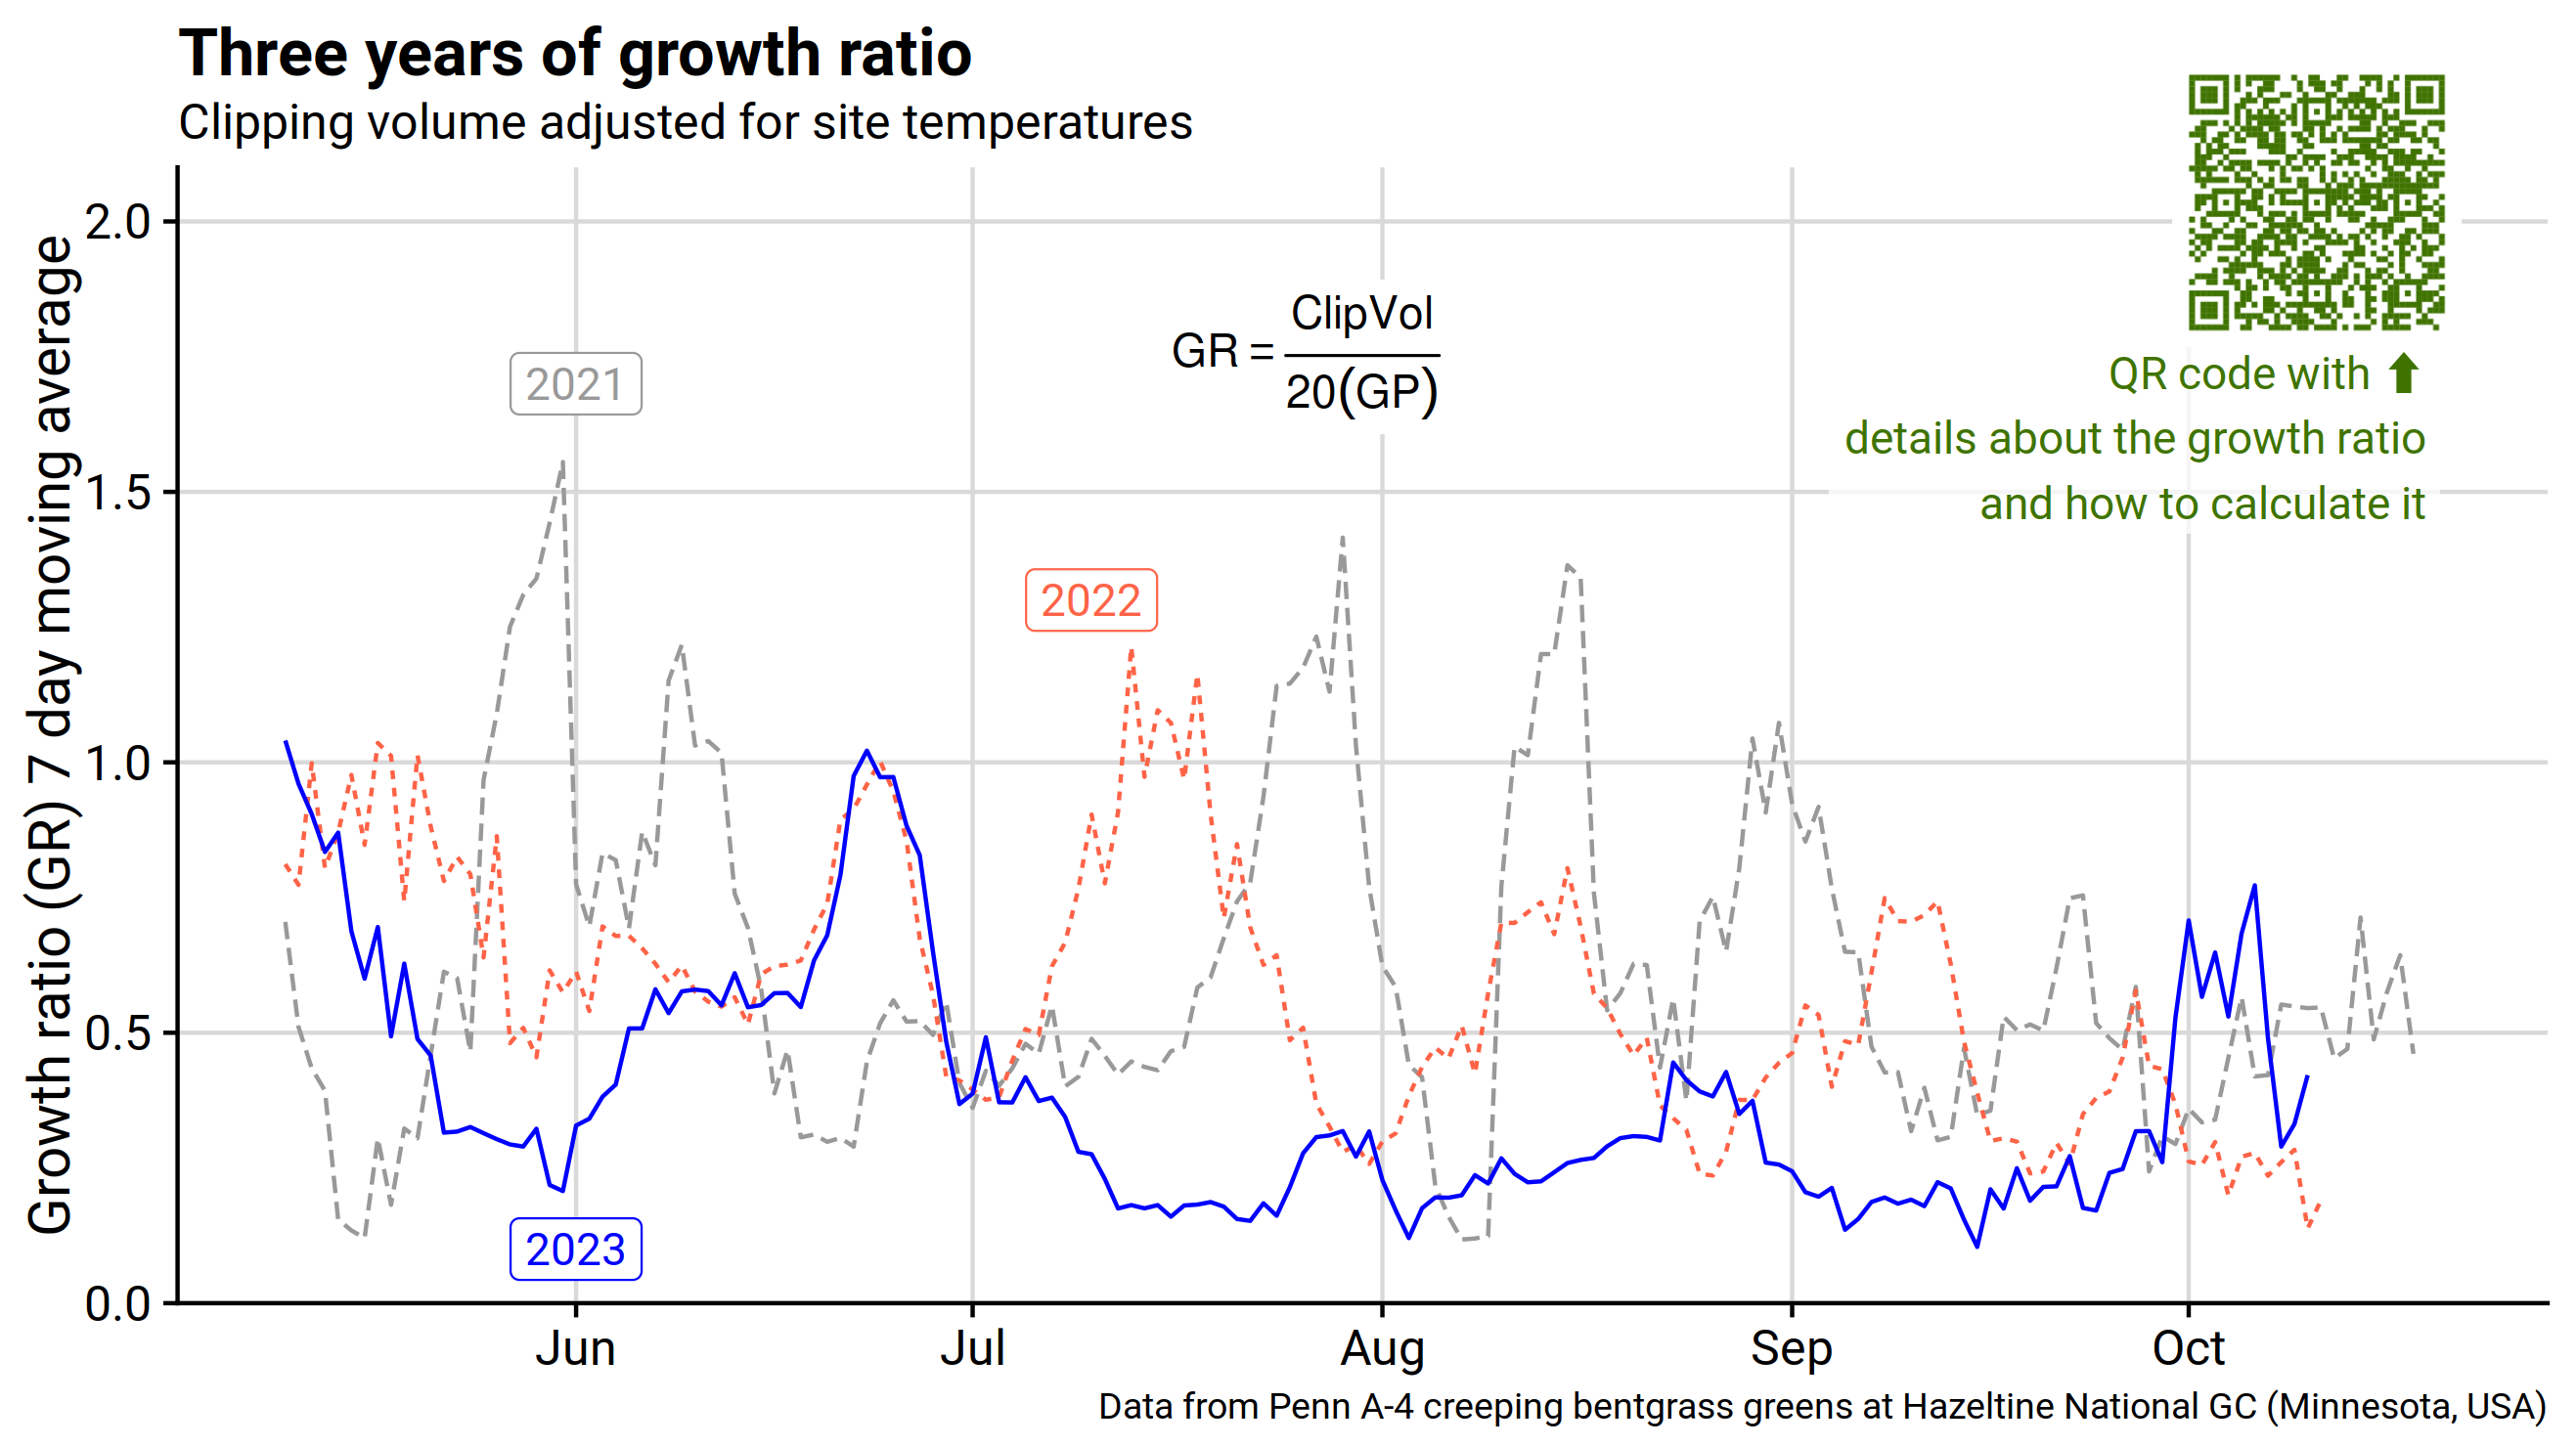 Three years of growth ratio
Clipping volume adjusted for site temperatures
Growth ratio (GR) 7 day moving average
2.0
1.5
1.0
0.5
0.0
2021
2022
2023
GR = ClipVol
20(GP)
QR code with ⬆
details about the growth ratio
and how to calculate it
Jun Jul Aug Sep Oct
Data from Penn A-4 creeping bentgrass greens at Hazeltine National GC (Minnesota, USA)